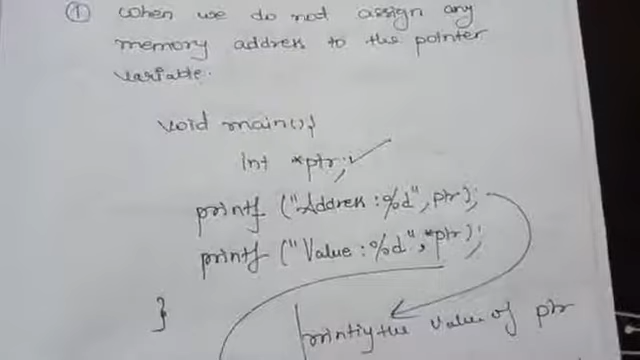 ① When we do not assign any
memory address to the pointer
variable.
void main(){
int *ptr;
printf ("Address:%d",ptr);
printf ("Value:%d",*ptr);
}
printing the value of ptr